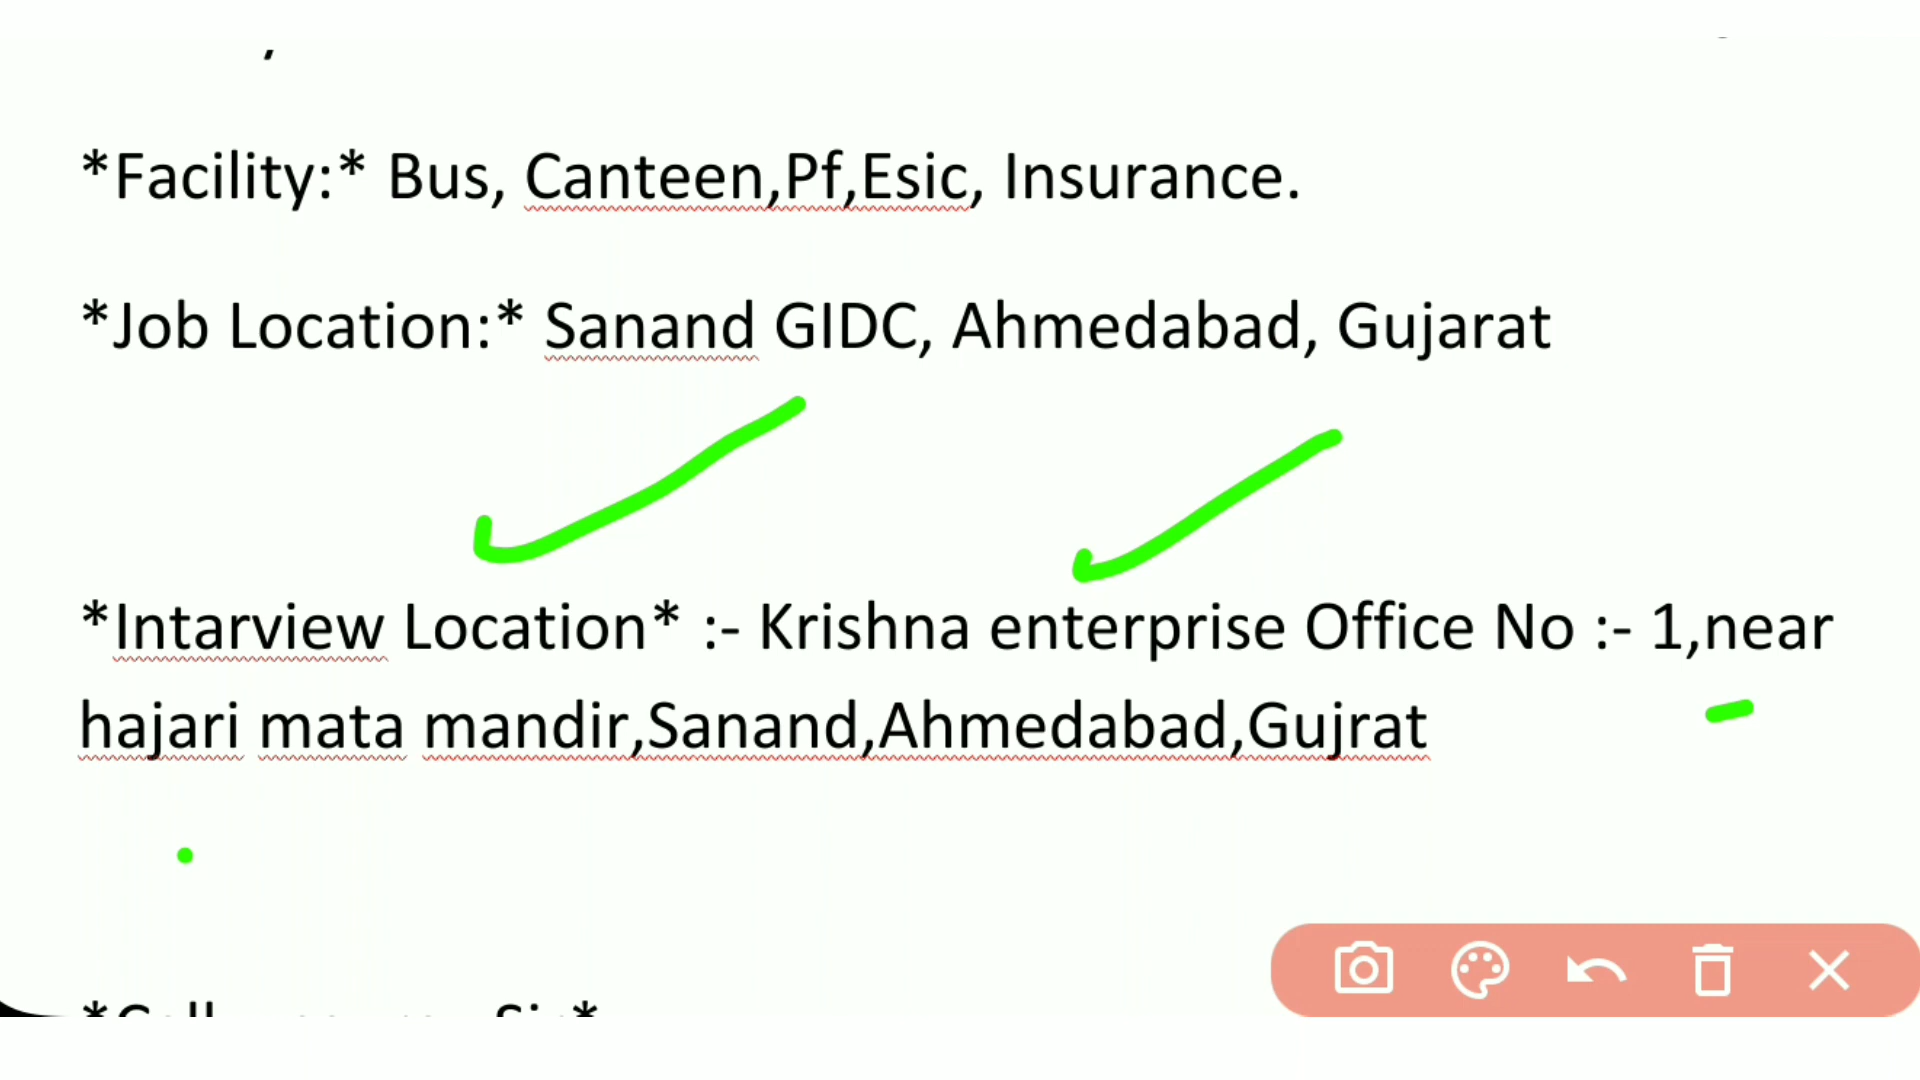 *Facility:* Bus, Canteen,Pf,Esic, Insurance.
*Job Location:* Sanand GIDC, Ahmedabad, Gujarat
*Intarview Location* :- Krishna enterprise Office No :- 1,near
hajari mata mandir,Sanand,Ahmedabad,Gujrat